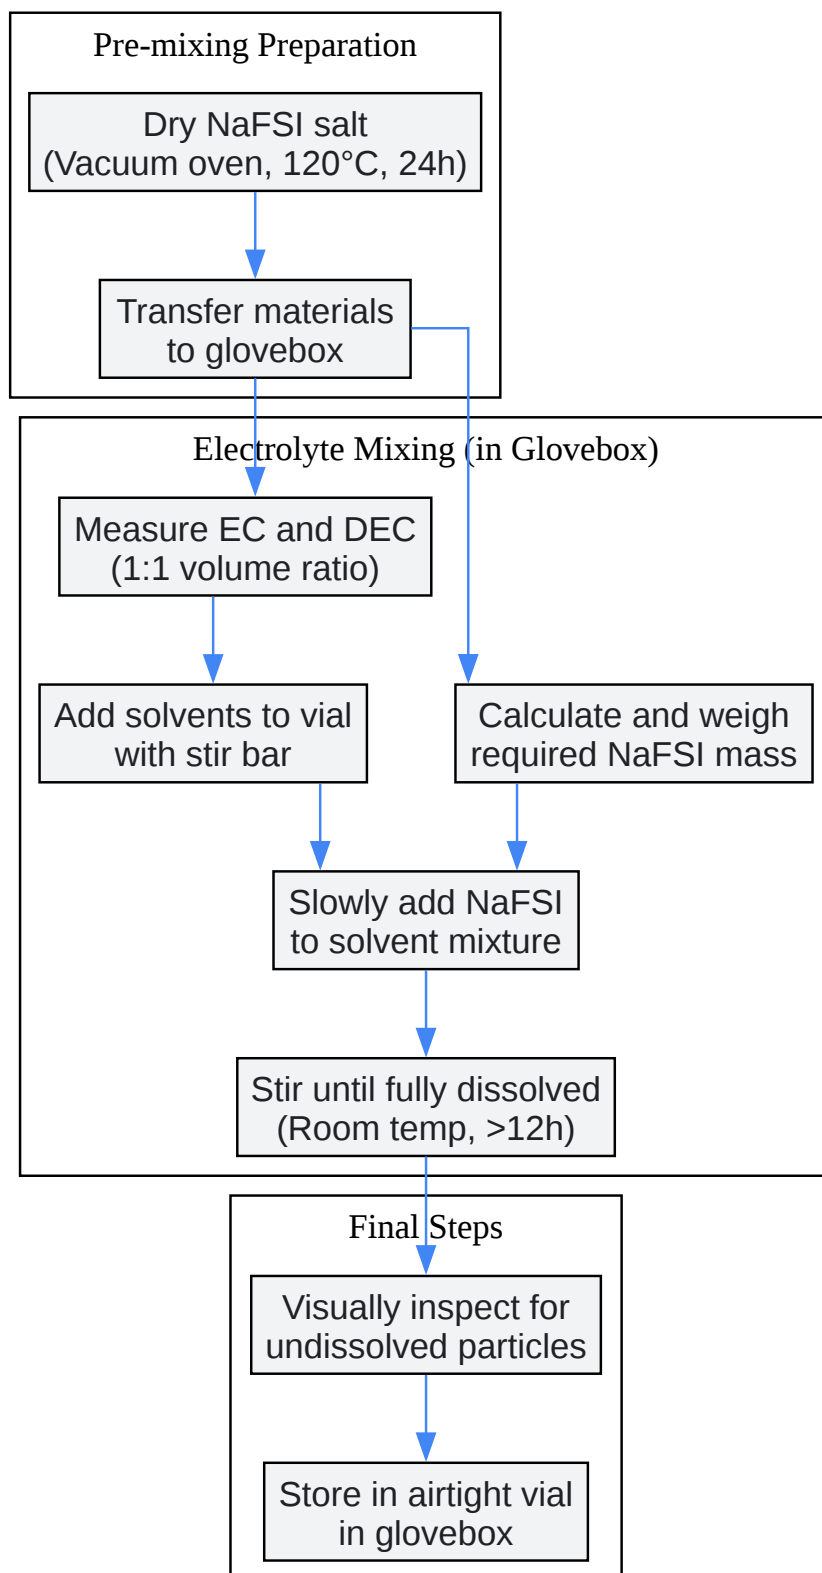 Pre-mixing Preparation
Dry NaFSI salt
(Vacuum oven, 120°C, 24h)
Transfer materials
to glovebox
Electrolyte Mixing (in Glovebox)
Measure EC and DEC
(1:1 volume ratio)
Add solvents to vial
with stir bar
Calculate and weigh
required NaFSI mass
Slowly add NaFSI
to solvent mixture
Stir until fully dissolved
(Room temp, >12h)
Final Steps
Visually inspect for
undissolved particles
Store in airtight vial
in glovebox